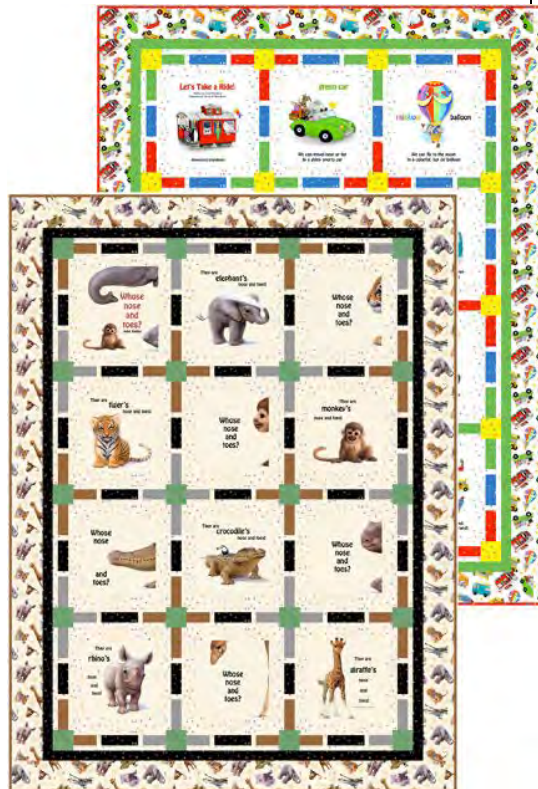 Let's Take a Ride!
green car
We can travel near or far
in a shiny green car
rainbow balloon
We can fly to the moon
in a colorful, hot air balloon
Whose
nose
and
toes?
They are
elephant's
nose and toes!
Whose
nose
and
toes?
They are
tiger's
nose and toes!
Whose
nose
and
toes?
They are
monkey's
nose and toes!
Whose
nose
and
toes?
They are
crocodile's
nose and toes!
Whose
nose
and
toes?
They are
rhino's
nose
and
toes!
Whose
nose
and
toes?
They are
giraffe's
nose
and
toes!